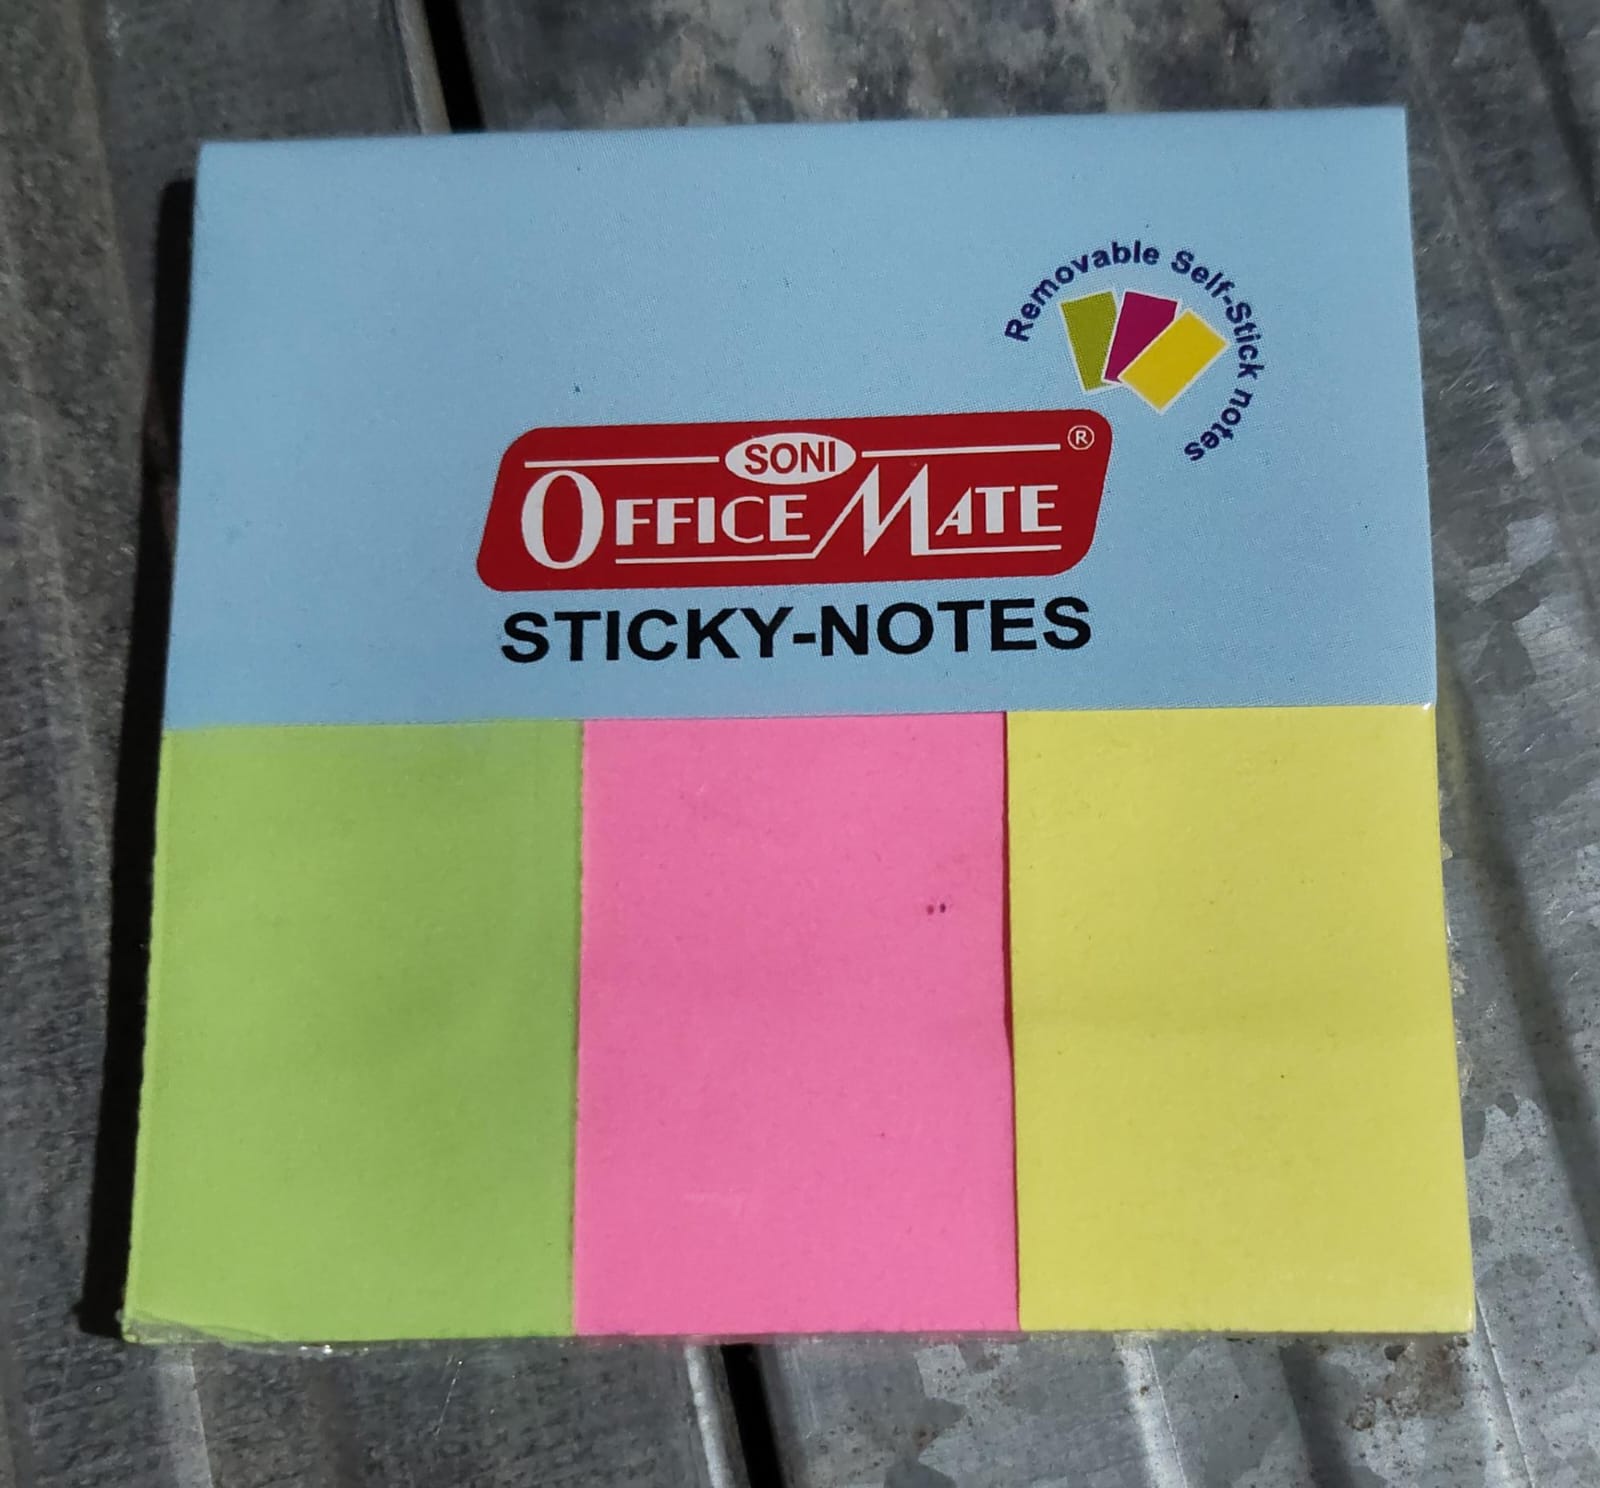 Removable Self-Stick notes
SONI
OFFICE MATE ®
STICKY-NOTES